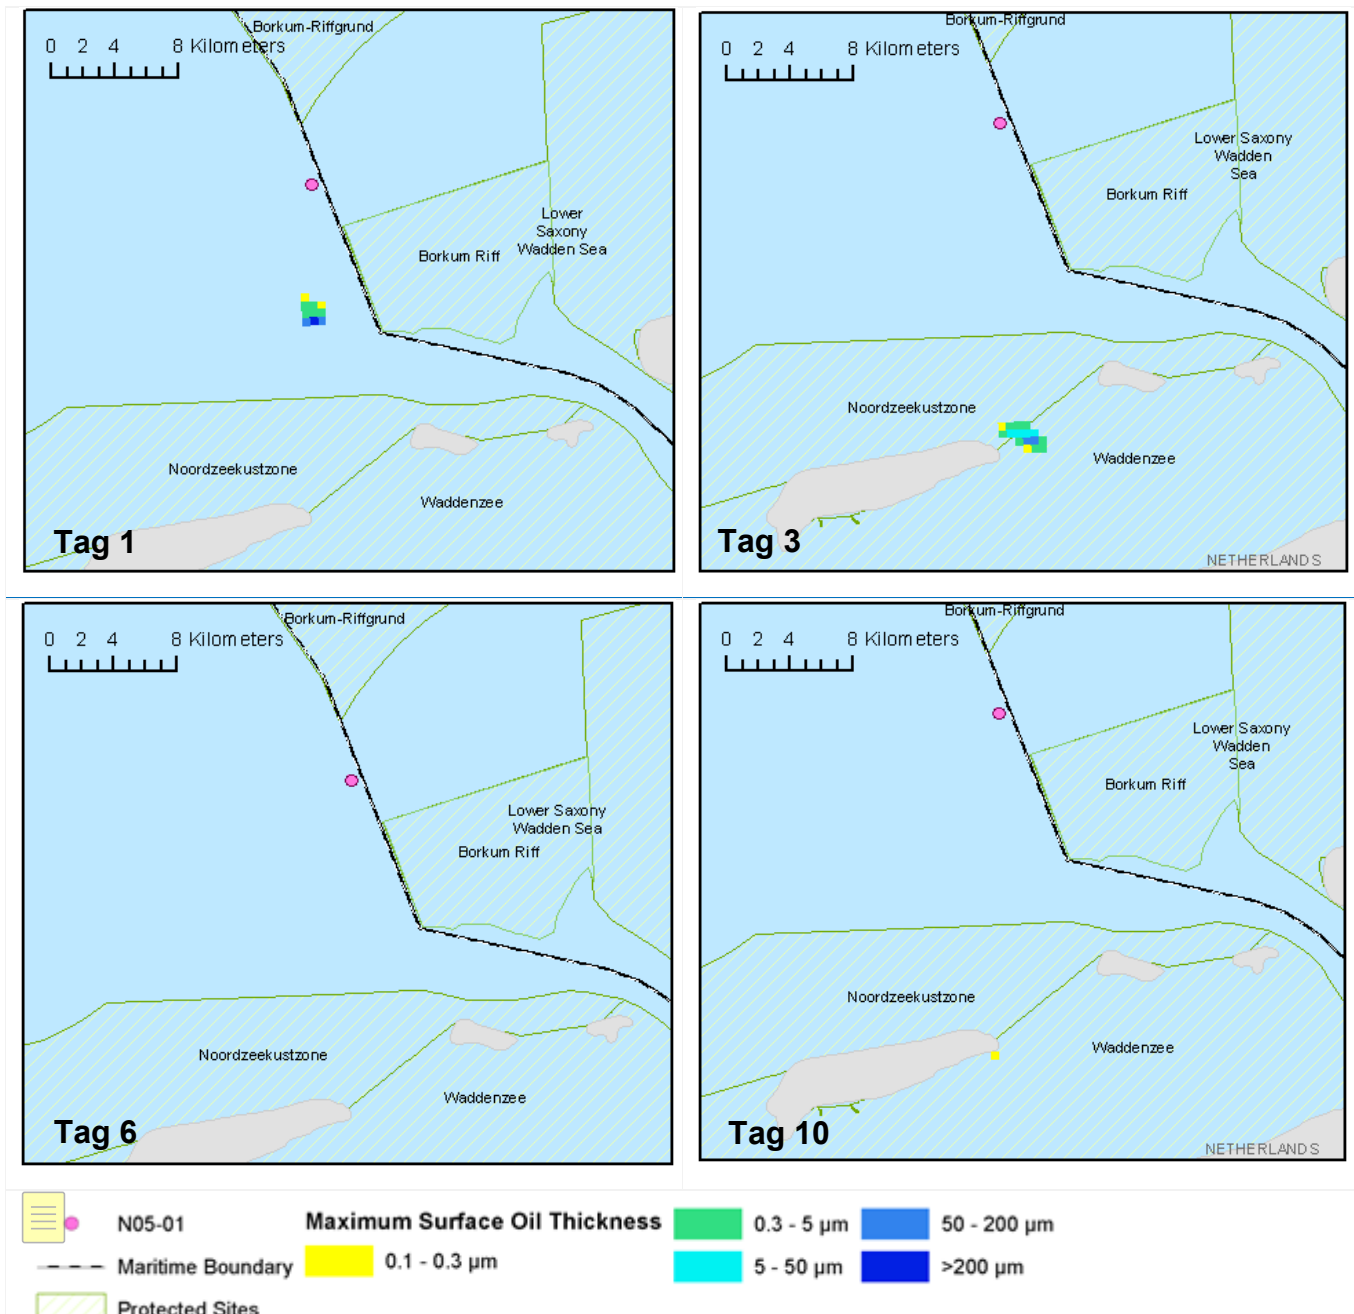 Borkum-Riffgrund
0 2 4 8 Kilometers
Lower
Saxony
Wadden Sea
Borkum Riff
Noordzeekustzone
Waddenzee
Tag 1
Borkum-Riffgrund
0 2 4 8 Kilometers
Lower Saxony
Wadden
Sea
Borkum Riff
Noordzeekustzone
Waddenzee
Tag 3
NETHERLANDS
Borkum-Riffgrund
0 2 4 8 Kilometers
Lower Saxony
Wadden Sea
Borkum Riff
Noordzeekustzone
Waddenzee
Tag 6
Borkum-Riffgrund
0 2 4 8 Kilometers
Lower Saxony
Wadden
Sea
Borkum Riff
Noordzeekustzone
Waddenzee
Tag 10
NETHERLANDS
N05-01
Maritime Boundary
Protected Sites
Maximum Surface Oil Thickness
0.1 - 0.3 µm
0.3 - 5 µm
5 - 50 µm
50 - 200 µm
>200 µm